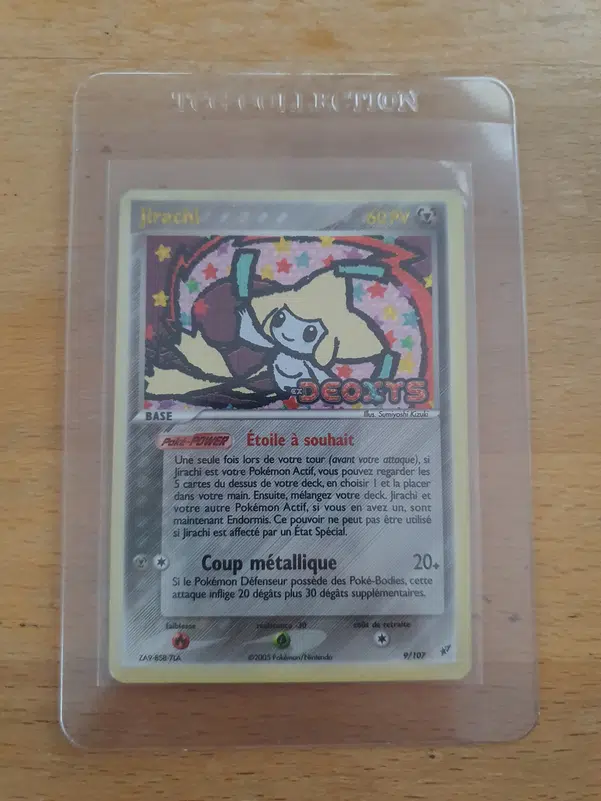 TCG COLLECTION
Jirachi 60 PV
EX DEOXYS
BASE
Illus. Sumiyoshi Kizuki
Poké-POWER Étoile à souhait
Une seule fois lors de votre tour (avant votre attaque), si
Jirachi est votre Pokémon Actif, vous pouvez regarder les
5 cartes du dessus de votre deck, en choisir 1 et la placer
dans votre main. Ensuite, mélangez votre deck. Jirachi et
votre autre Pokémon Actif, si vous en avez un, sont
maintenant Endormis. Ce pouvoir ne peut pas être utilisé
si Jirachi est affecté par un État Spécial.
Coup métallique 20+
Si le Pokémon Défenseur possède des Poké-Bodies, cette
attaque inflige 20 dégâts plus 30 dégâts supplémentaires.
faiblesse résistance -30 coût de retraite
©2005 Pokémon/Nintendo 9/107